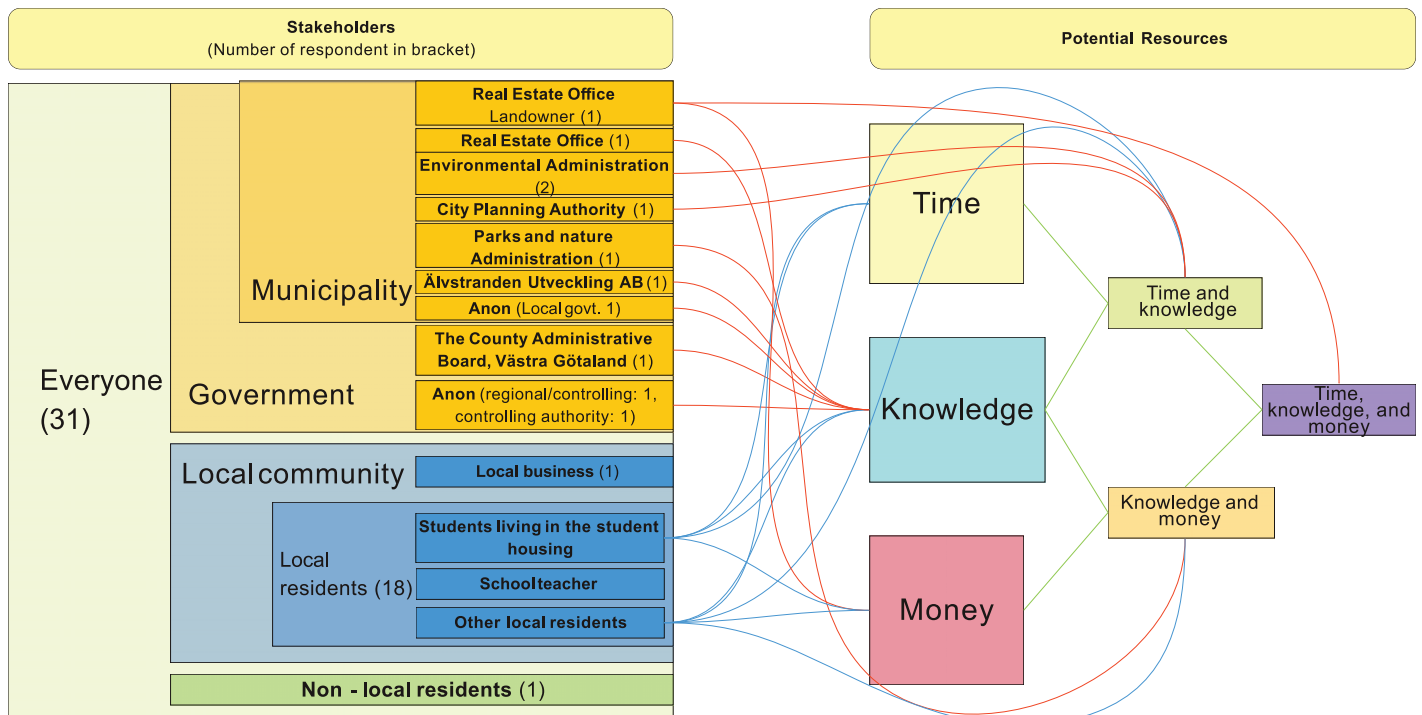 Stakeholders
(Number of respondent in bracket)
Potential Resources
Everyone
(31)
Government
Municipality
Real Estate Office
Landowner (1)
Real Estate Office (1)
Environmental Administration
(2)
City Planning Authority (1)
Parks and nature
Administration (1)
Älvstranden Utveckling AB (1)
Anon (Local govt. 1)
The County Administrative
Board, Västra Götaland (1)
Anon (regional/controlling: 1,
controlling authority: 1)
Local community
Local business (1)
Local
residents (18)
Students living in the student
housing
School teacher
Other local residents
Non - local residents (1)
Time
Knowledge
Money
Time and
knowledge
Knowledge and
money
Time,
knowledge, and
money